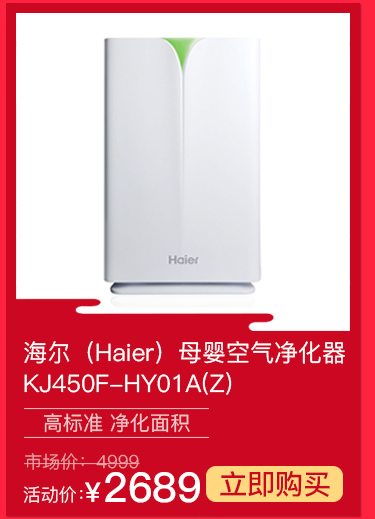 Haier
海尔（Haier）母婴空气净化器
KJ450F-HY01A(Z)
高标准 净化面积
市场价：4999
活动价:¥2689 立即购买